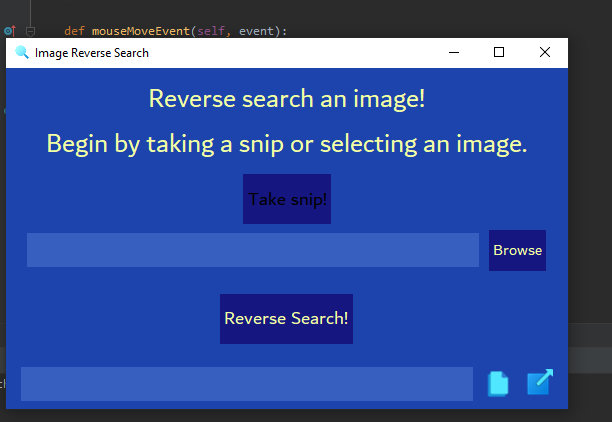 def mouseMoveEvent(self, event):
Image Reverse Search
Reverse search an image!
Begin by taking a snip or selecting an image.
Take snip!
Browse
Reverse Search!